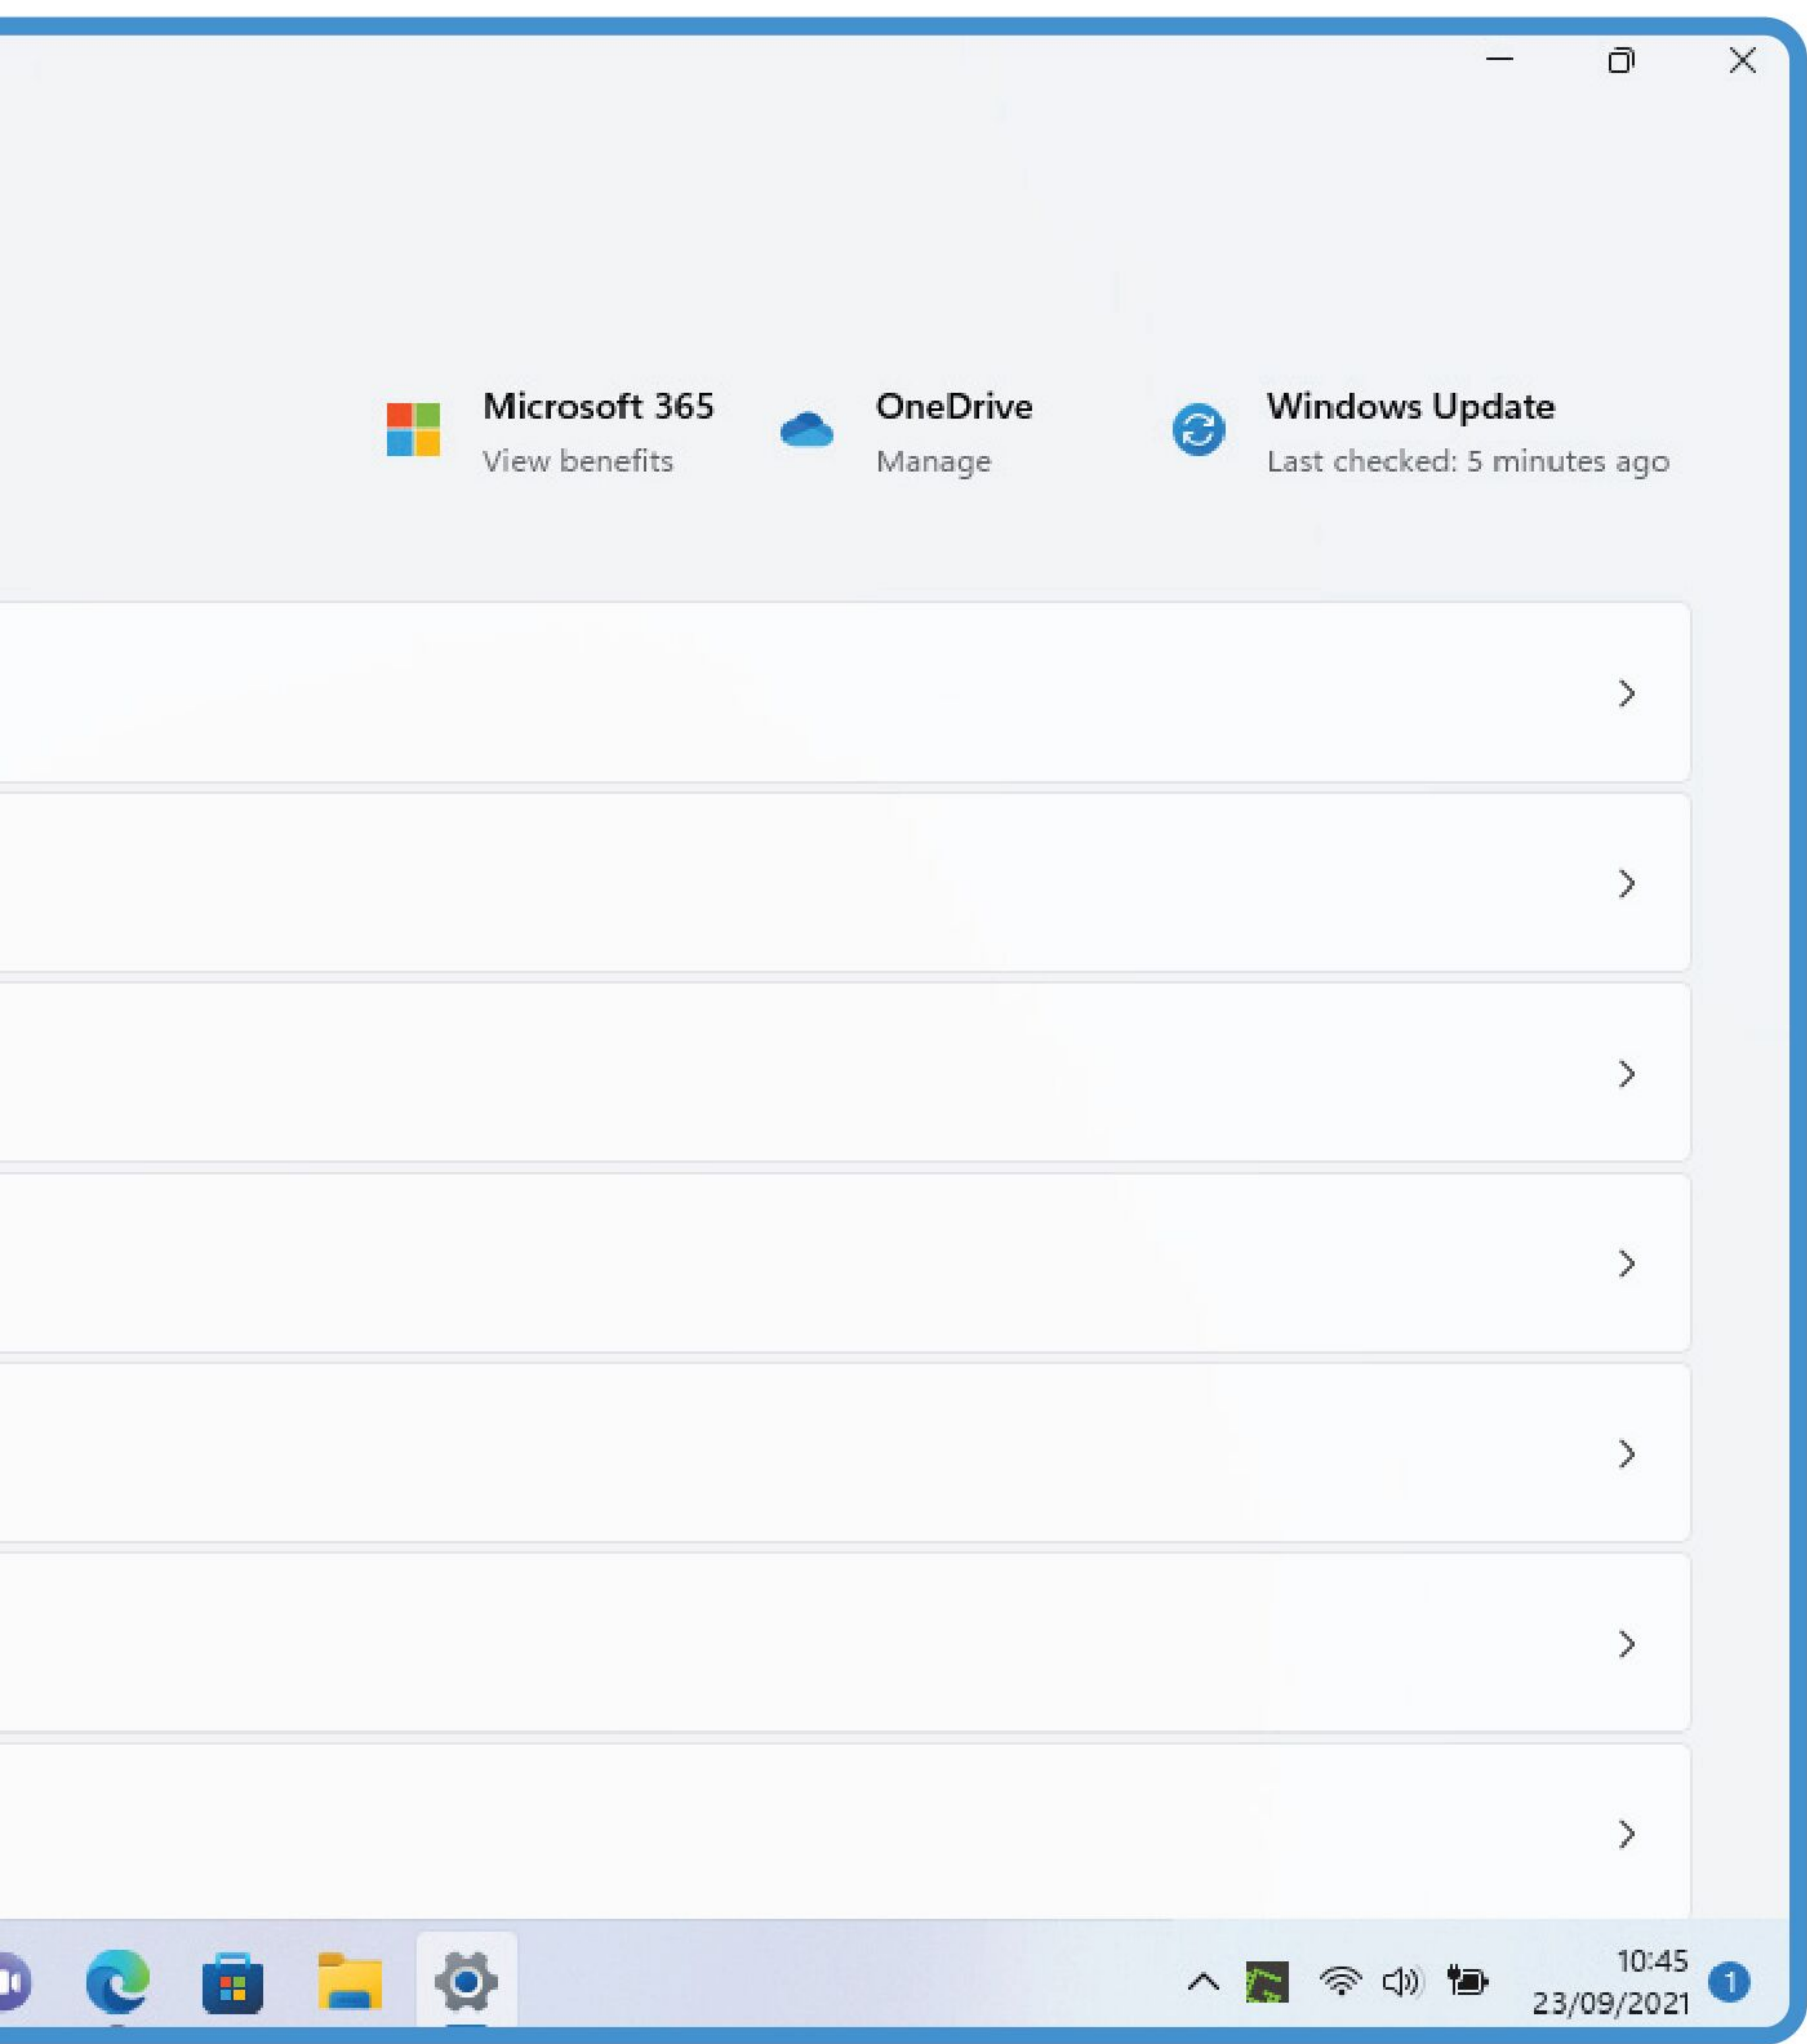 Microsoft 365
View benefits
OneDrive
Manage
Windows Update
Last checked: 5 minutes ago
10:45
23/09/2021
1